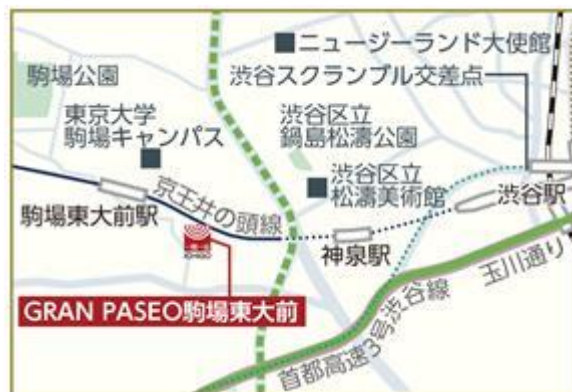 ニュージーランド大使館
駒場公園
渋谷スクランブル交差点
東京大学
駒場キャンパス
渋谷区立
鍋島松濤公園
渋谷区立
松濤美術館
京王井の頭線
渋谷駅
駒場東大前駅
神泉駅
玉川通り
GRAN PASEO駒場東大前
首都高速3号渋谷線